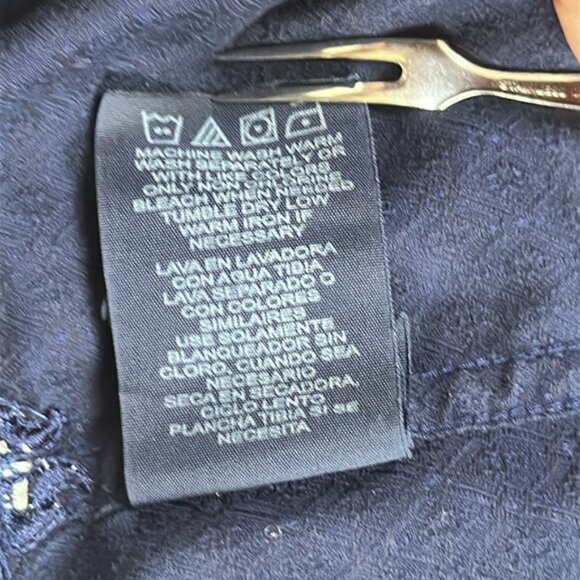 MACHINE WASH WARM
WASH SEPARATELY OR
WITH LIKE COLORS
ONLY NON CHLORINE
BLEACH WHEN NEEDED
TUMBLE DRY LOW
WARM IRON IF
NECESSARY
LAVA EN LAVADORA
CON AGUA TIBIA
LAVA SEPARADO O
CON COLORES
SIMILAIRES
USE SOLAMENTE
BLANQUEADOR SIN
CLORO, CUANDO SEA
NECESARIO
SECA EN SECADORA,
CICLO LENTO
PLANCHA TIBIA SI SE
NECESITA